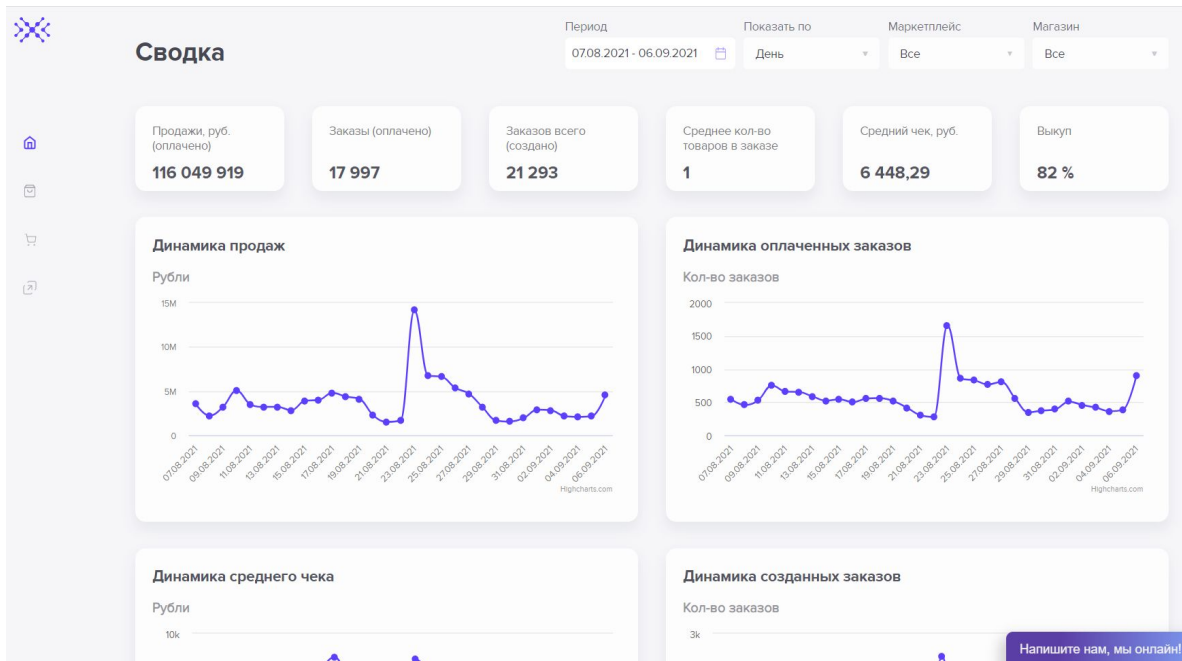 Сводка
Период
07.08.2021 - 06.09.2021
Показать по
День
Маркетплейс
Все
Магазин
Все
Продажи, руб.
(оплачено)
116 049 919
Заказы (оплачено)
17 997
Заказов всего
(создано)
21 293
Среднее кол-во
товаров в заказе
1
Средний чек, руб.
6 448,29
Выкуп
82 %
Динамика продаж
Рубли
15M
10M
5M
0
07.08.2021
09.08.2021
11.08.2021
13.08.2021
15.08.2021
17.08.2021
19.08.2021
21.08.2021
23.08.2021
25.08.2021
27.08.2021
29.08.2021
31.08.2021
02.09.2021
04.09.2021
06.09.2021
Highcharts.com
Динамика оплаченных заказов
Кол-во заказов
2000
1500
1000
500
0
07.08.2021
09.08.2021
11.08.2021
13.08.2021
15.08.2021
17.08.2021
19.08.2021
21.08.2021
23.08.2021
25.08.2021
27.08.2021
29.08.2021
31.08.2021
02.09.2021
04.09.2021
06.09.2021
Highcharts.com
Динамика среднего чека
Рубли
10k
Динамика созданных заказов
Кол-во заказов
3k
Напишите нам, мы онлайн!